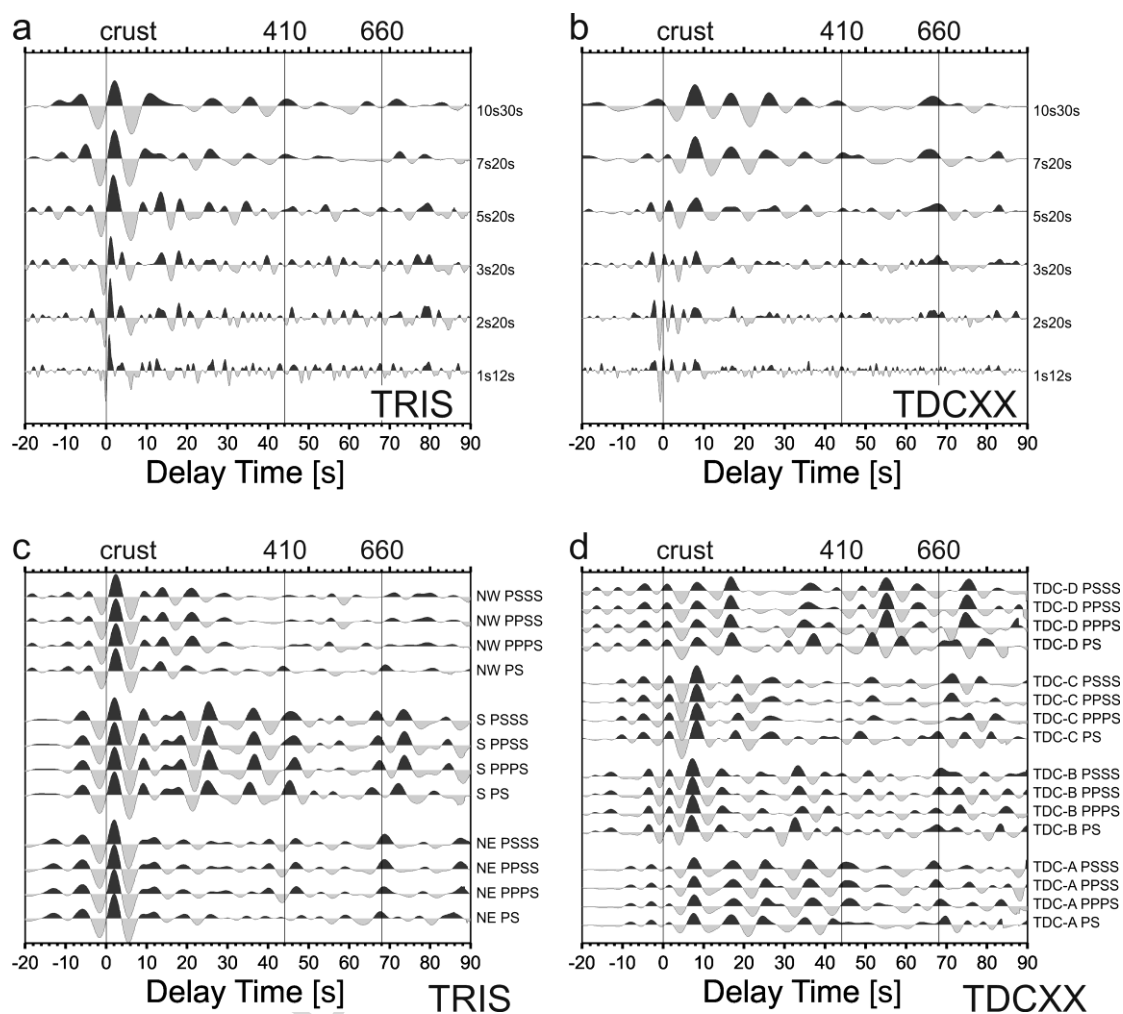 a crust 410 660
10s30s
7s20s
5s20s
3s20s
2s20s
1s12s
TRIS
-20 -10 0 10 20 30 40 50 60 70 80 90
Delay Time [s]
b crust 410 660
10s30s
7s20s
5s20s
3s20s
2s20s
1s12s
TDCXX
-20 -10 0 10 20 30 40 50 60 70 80 90
Delay Time [s]
c crust 410 660
NW PSSS
NW PPSS
NW PPPS
NW PS
S PSSS
S PPSS
S PPPS
S PS
NE PSSS
NE PPSS
NE PPPS
NE PS
-20 -10 0 10 20 30 40 50 60 70 80 90
Delay Time [s]
TRIS
d crust 410 660
TDC-D PSSS
TDC-D PPSS
TDC-D PPPS
TDC-D PS
TDC-C PSSS
TDC-C PPSS
TDC-C PPPS
TDC-C PS
TDC-B PSSS
TDC-B PPSS
TDC-B PPPS
TDC-B PS
TDC-A PSSS
TDC-A PPSS
TDC-A PPPS
TDC-A PS
-20 -10 0 10 20 30 40 50 60 70 80 90
Delay Time [s]
TDCXX